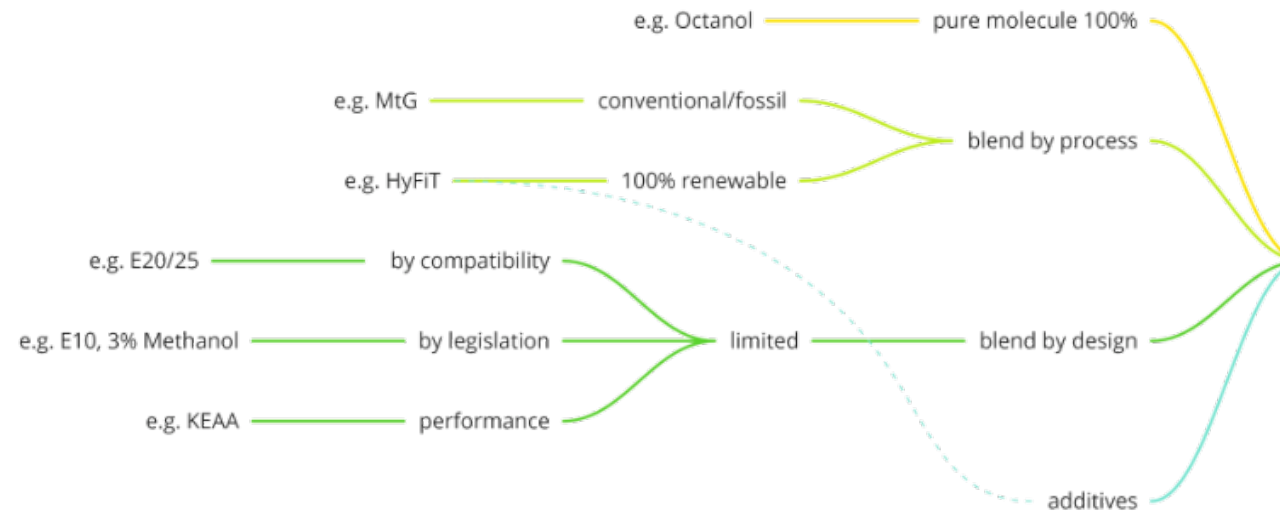 e.g. Octanol pure molecule 100%
e.g. MtG conventional/fossil
blend by process
e.g. HyFiT 100% renewable
e.g. E20/25 by compatibility
e.g. E10, 3% Methanol by legislation limited blend by design
e.g. KEAA performance
additives